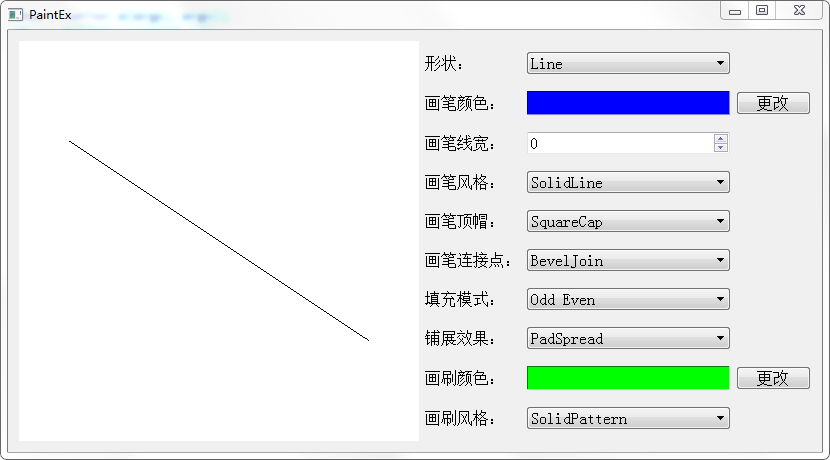 PaintEx
形状： Line
画笔颜色： 更改
画笔线宽： 0
画笔风格： SolidLine
画笔顶帽： SquareCap
画笔连接点： BevelJoin
填充模式： Odd Even
铺展效果： PadSpread
画刷颜色： 更改
画刷风格： SolidPattern